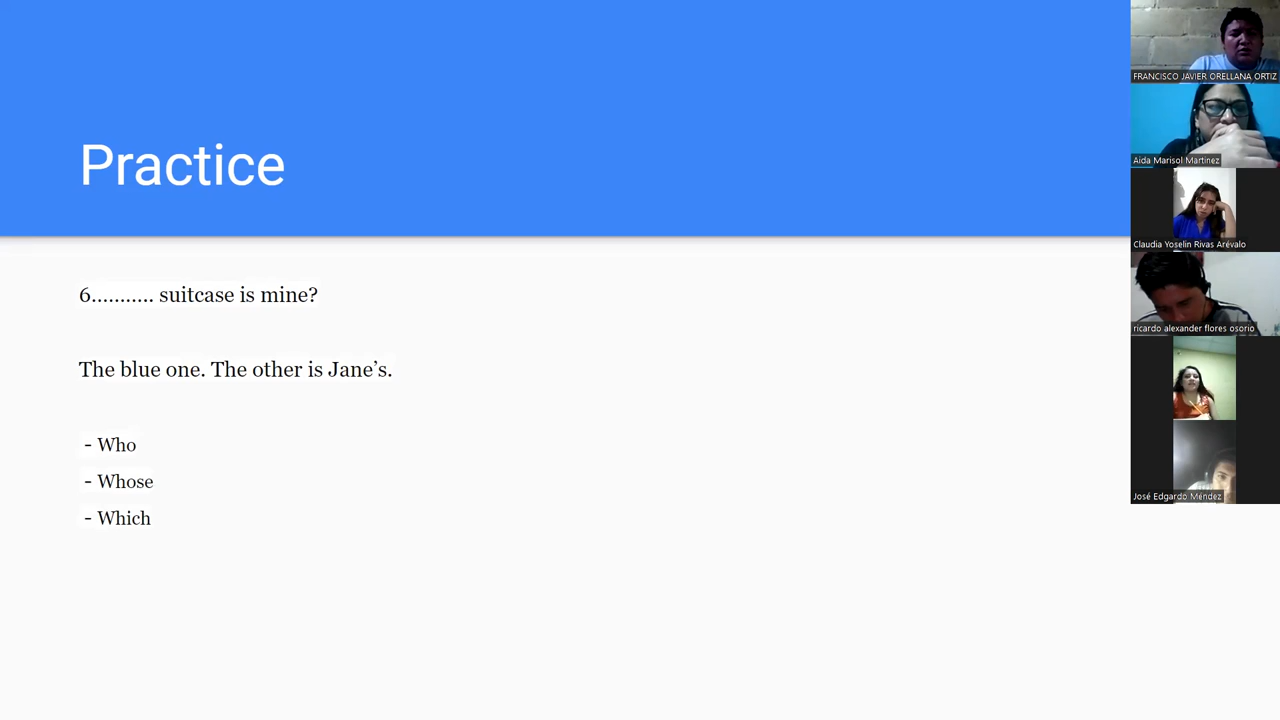 Practice
6........... suitcase is mine?
The blue one. The other is Jane’s.
- Who
- Whose
- Which
FRANCISCO JAVIER ORELLANA ORTIZ
Aida Marisol Martinez
Claudia Yoselin Rivas Arévalo
ricardo alexander flores osorio
José Edgardo Méndez